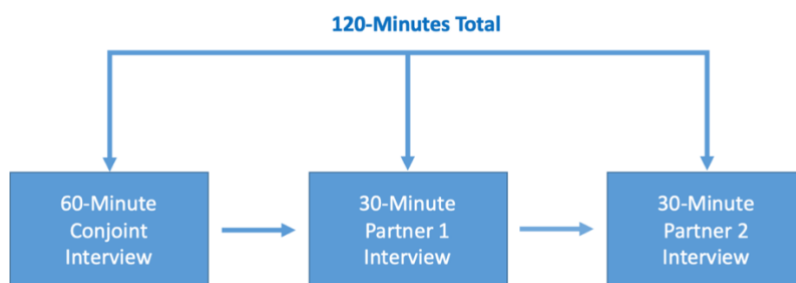 120-Minutes Total
60-Minute
Conjoint
Interview
30-Minute
Partner 1
Interview
30-Minute
Partner 2
Interview